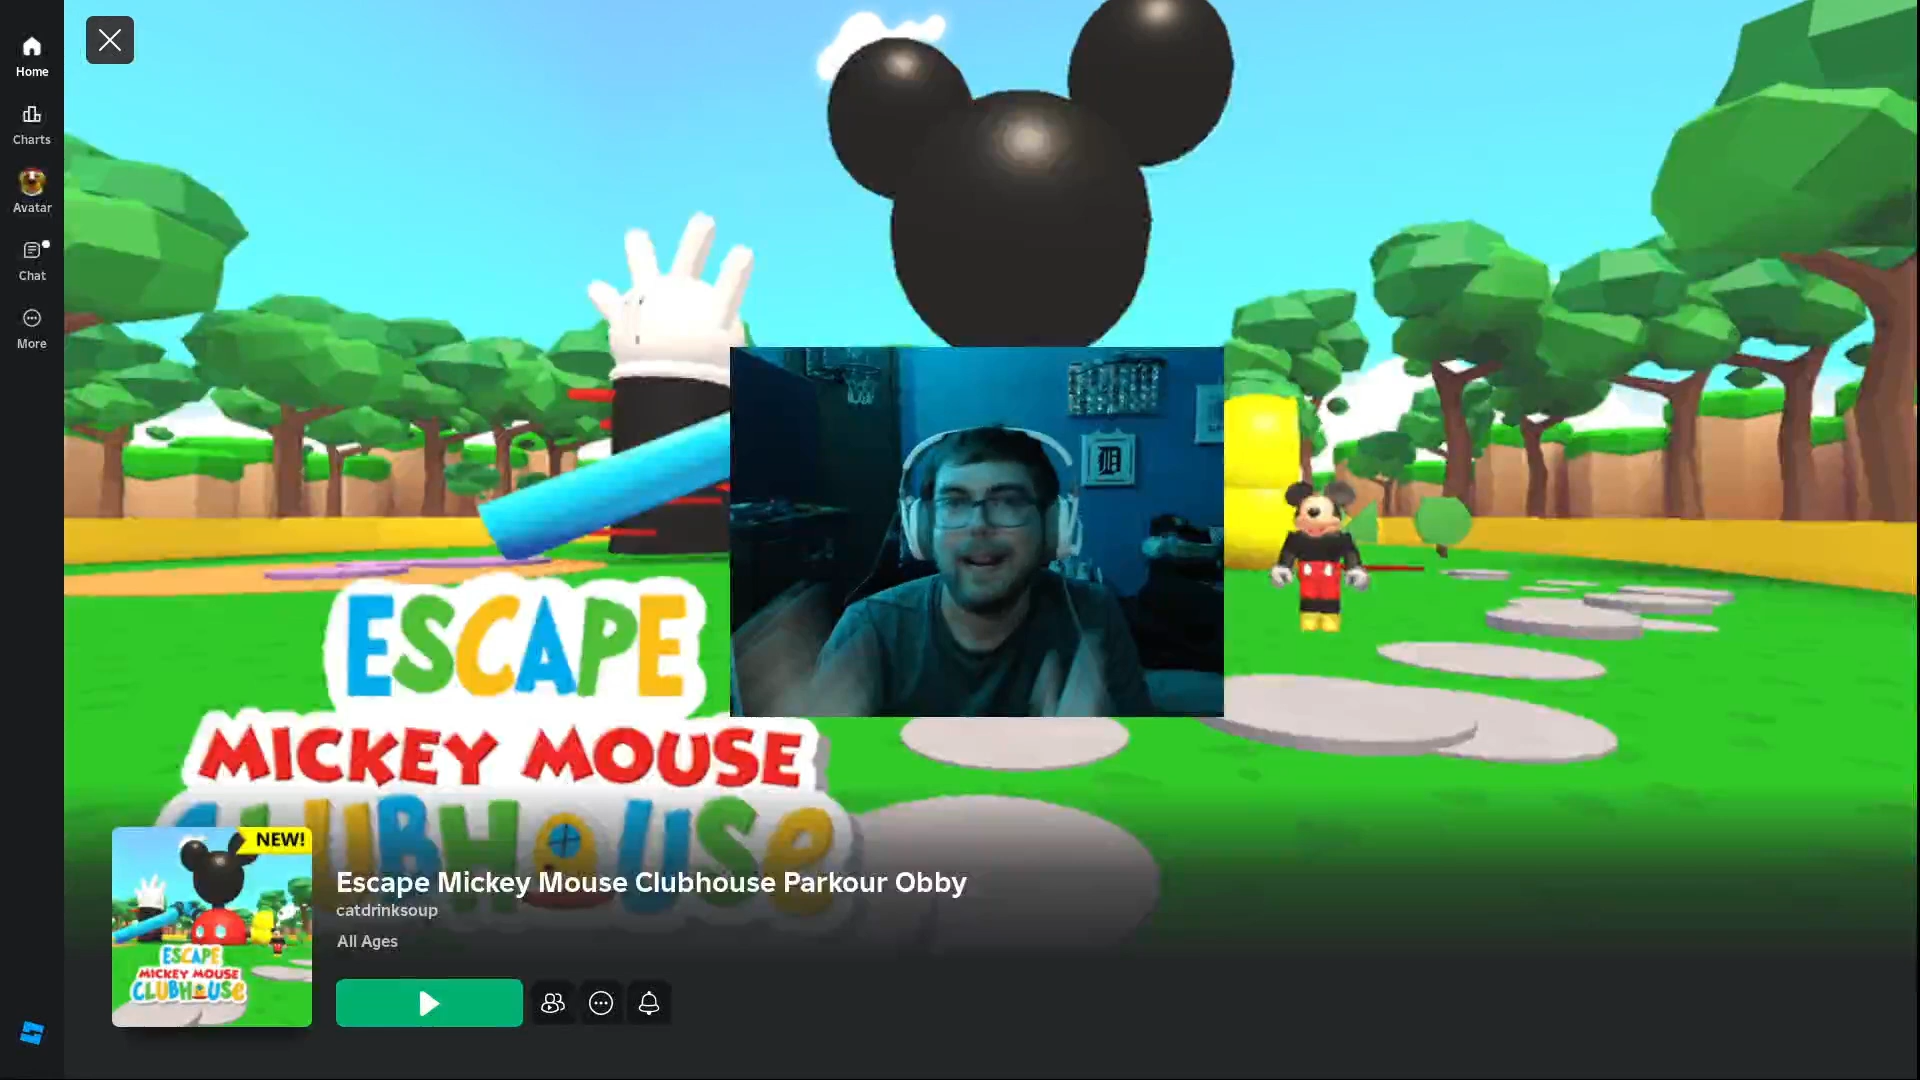 Home
Charts
Avatar
Chat
More
ESCAPE
MICKEY MOUSE
CLUBHOUSE
NEW!
ESCAPE
MICKEY MOUSE
CLUBHOUSE
Escape Mickey Mouse Clubhouse Parkour Obby
catdrinksoup
All Ages